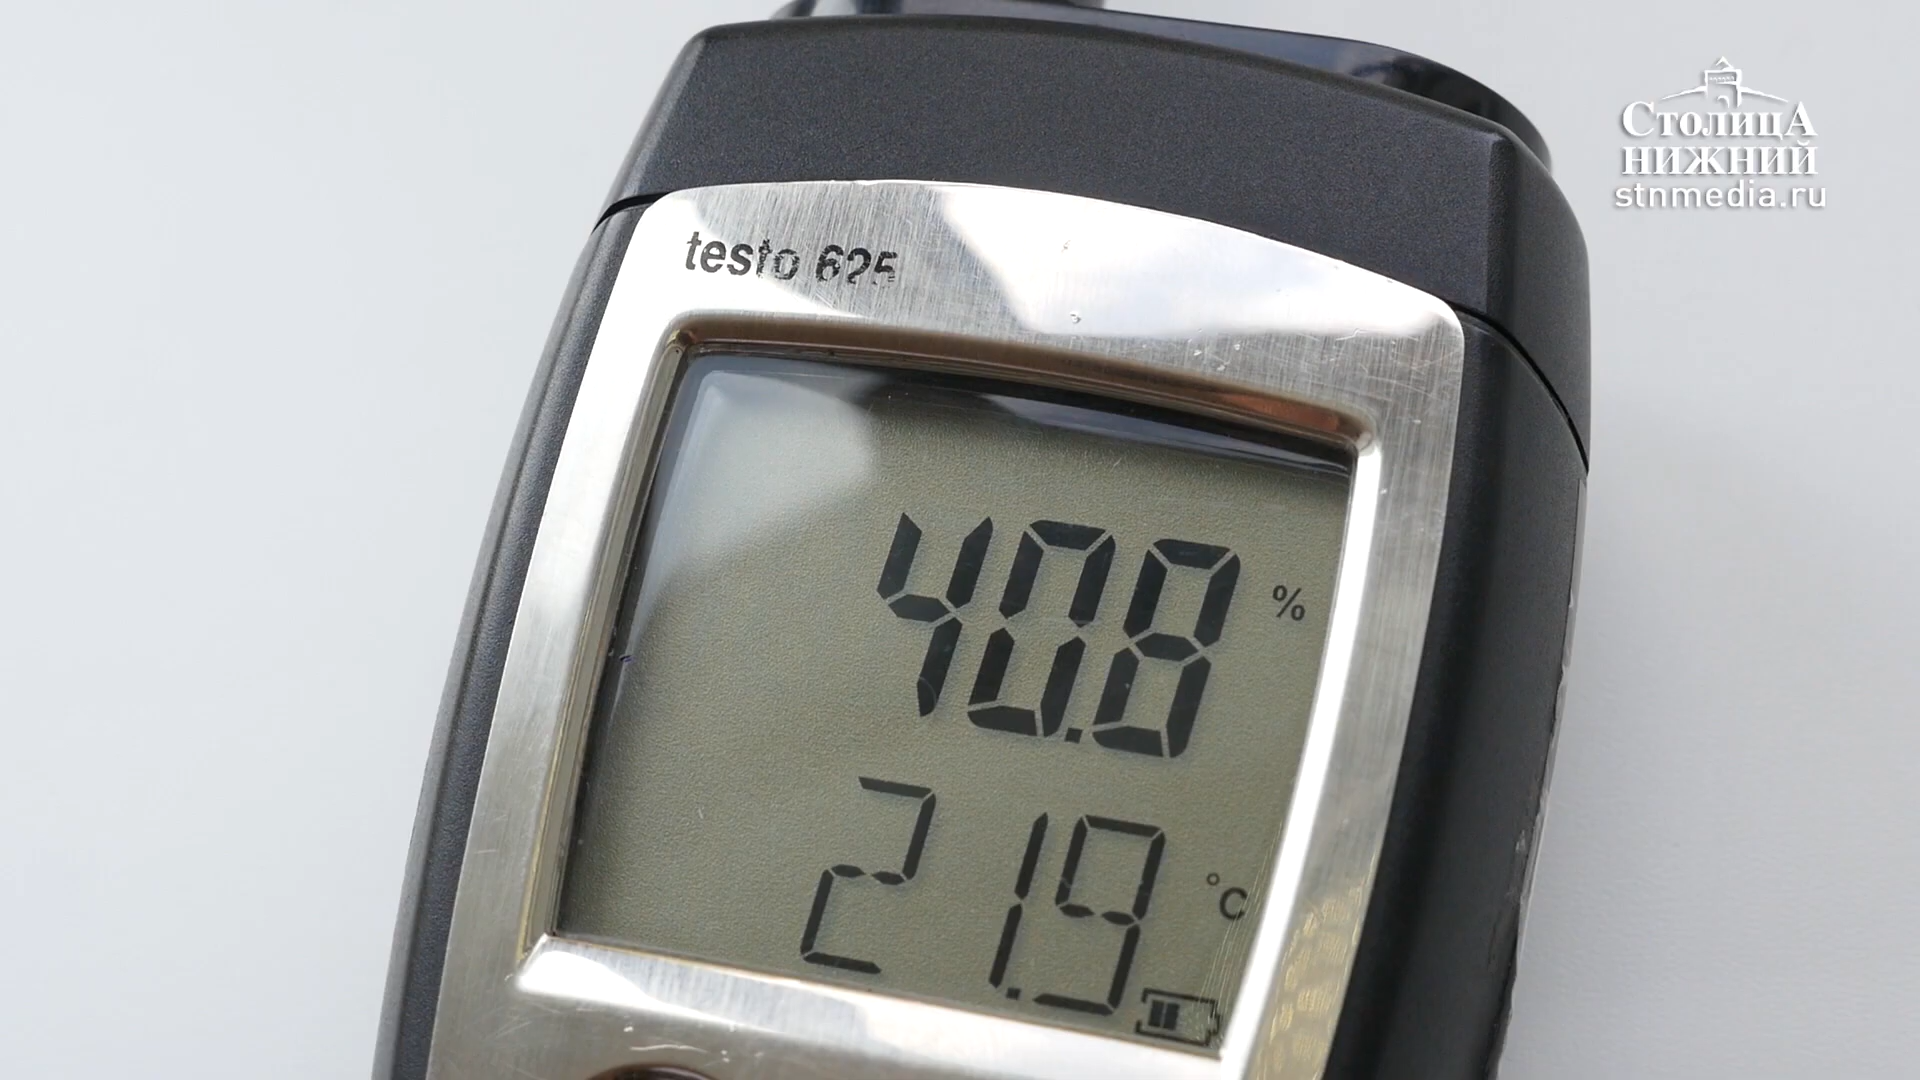 СтолицА
нижний
stnmedia.ru
testo 625
40.8 %
21.9 °C